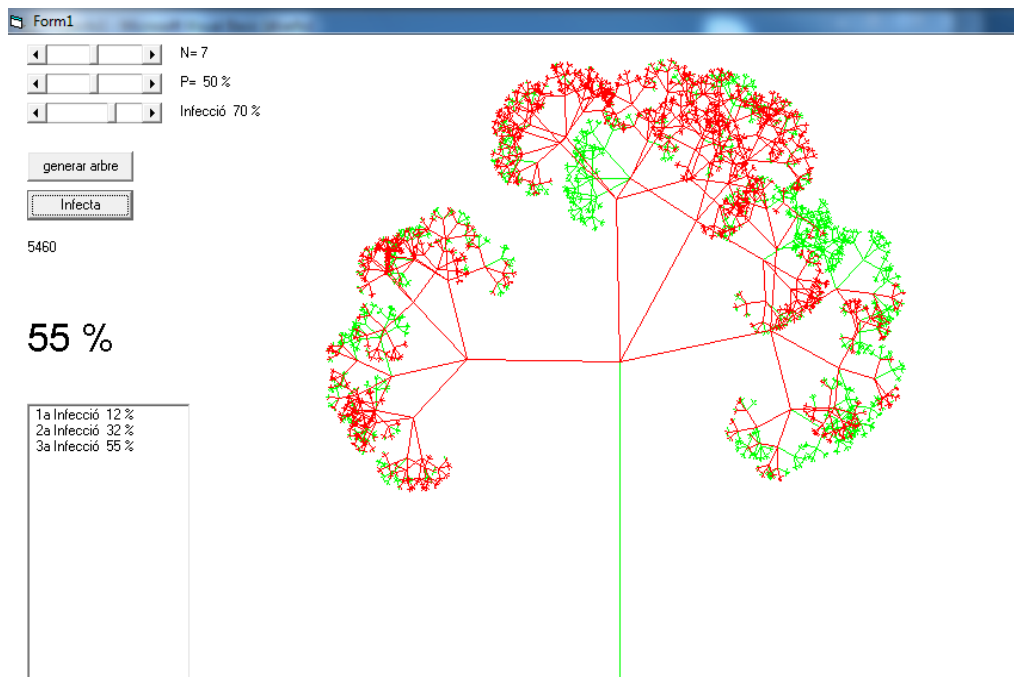 Form1
N= 7
P= 50 %
Infecció 70 %
generar arbre
Infecta
5460
55 %
1a Infecció 12 %
2a Infecció 32 %
3a Infecció 55 %